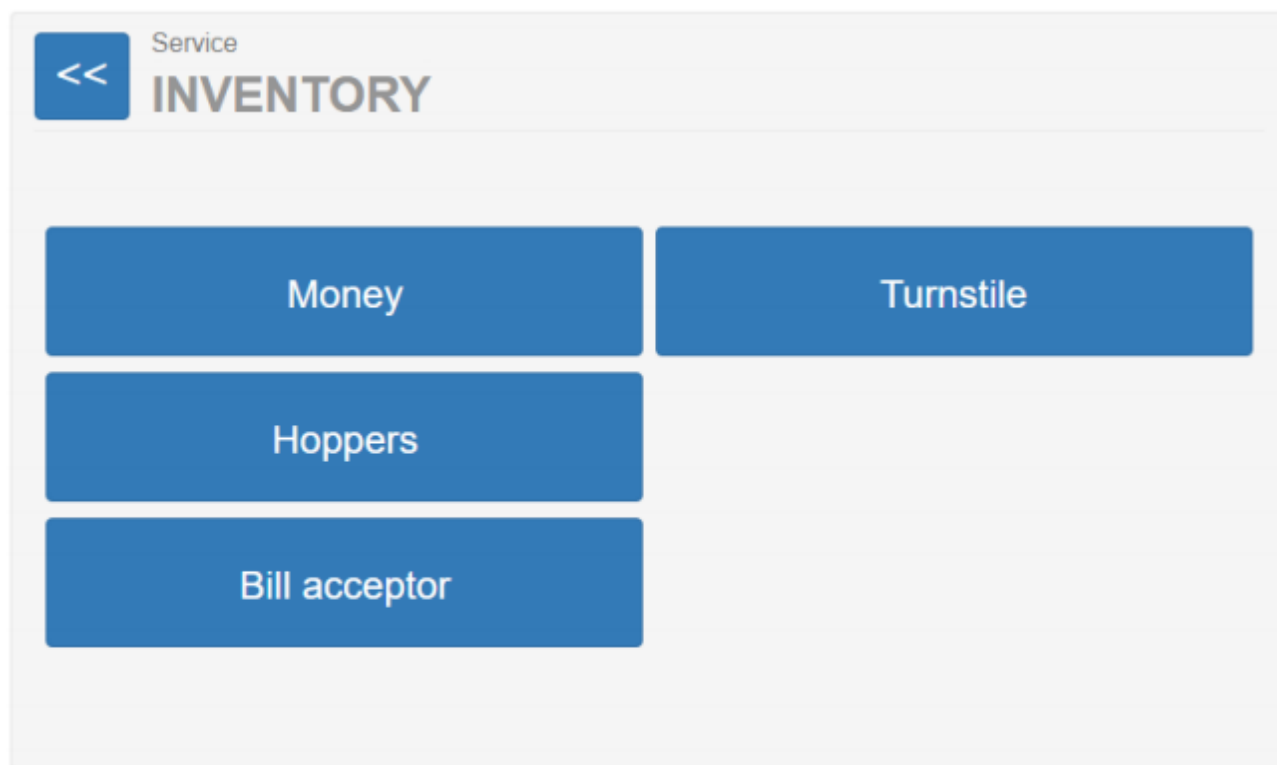 <<
Service
INVENTORY
Money
Turnstile
Hoppers
Bill acceptor